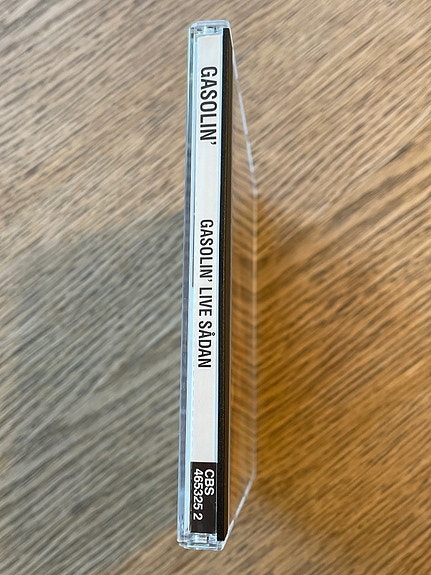 GASOLIN'
GASOLIN' LIVE SÅDAN
CBS
465325 2